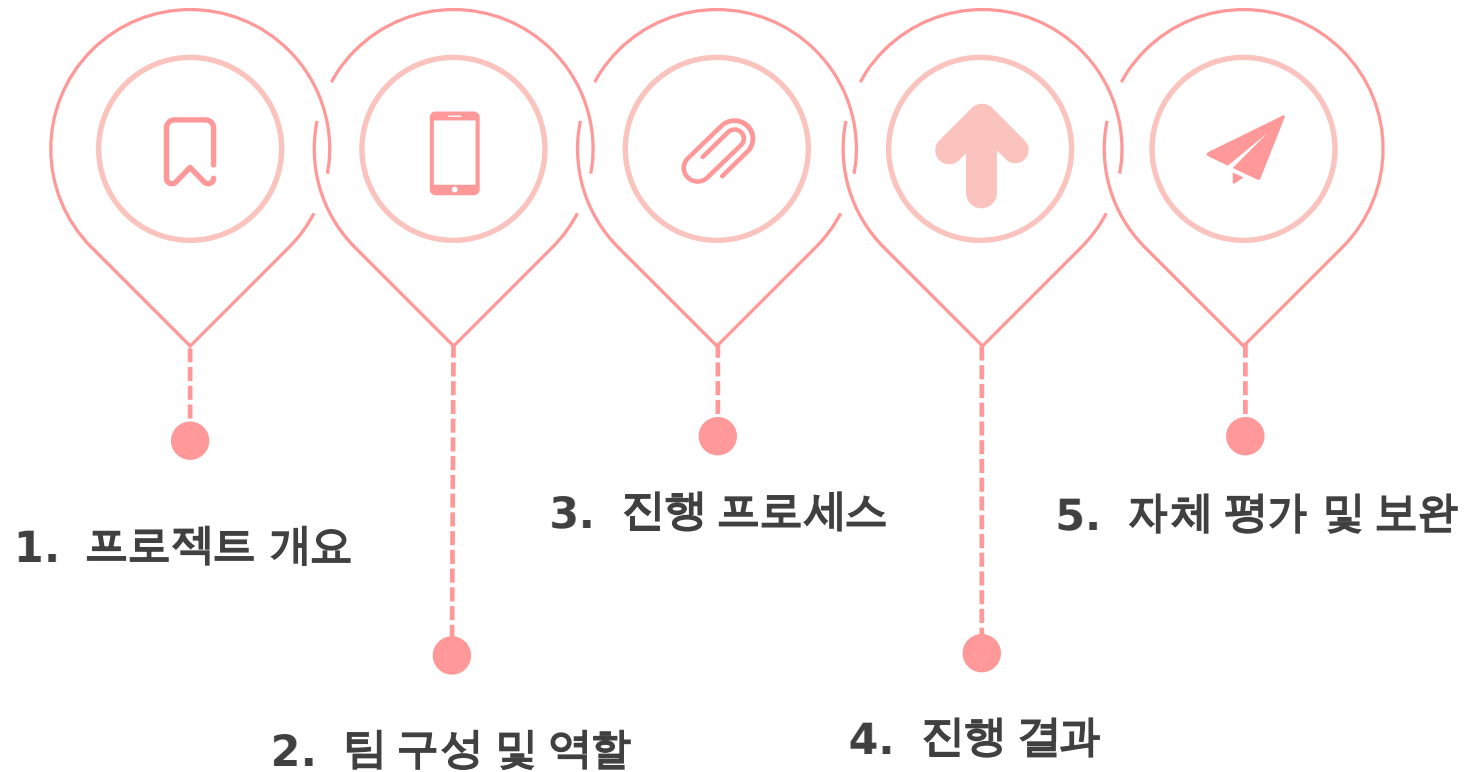 1. 프로젝트 개요
2. 팀 구성 및 역할
3. 진행 프로세스
4. 진행 결과
5. 자체 평가 및 보완